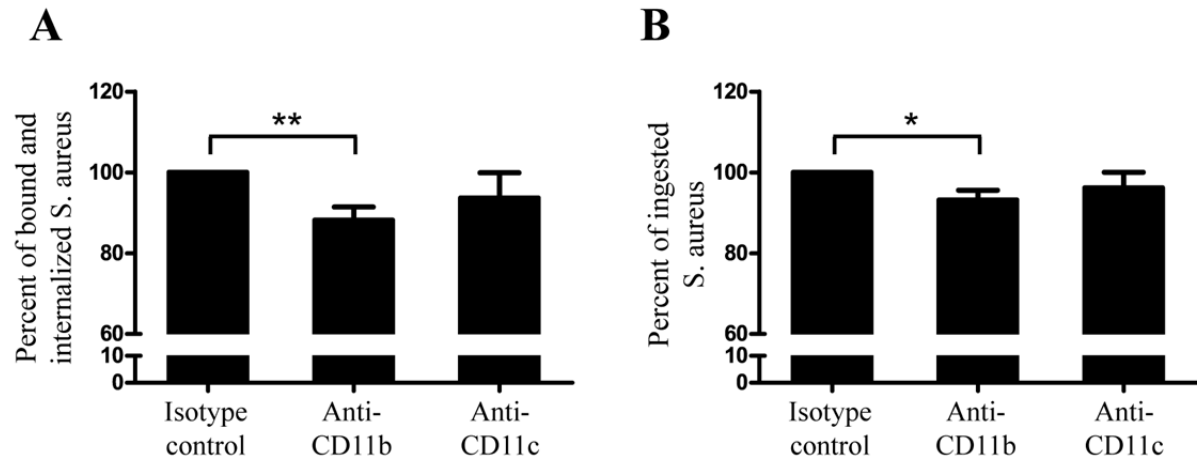 A
Percent of bound and
internalized S. aureus
120
100
80
60
10
0
**
Isotype
control
Anti-
CD11b
Anti-
CD11c
B
Percent of ingested
S. aureus
120
100
80
60
10
0
*
Isotype
control
Anti-
CD11b
Anti-
CD11c